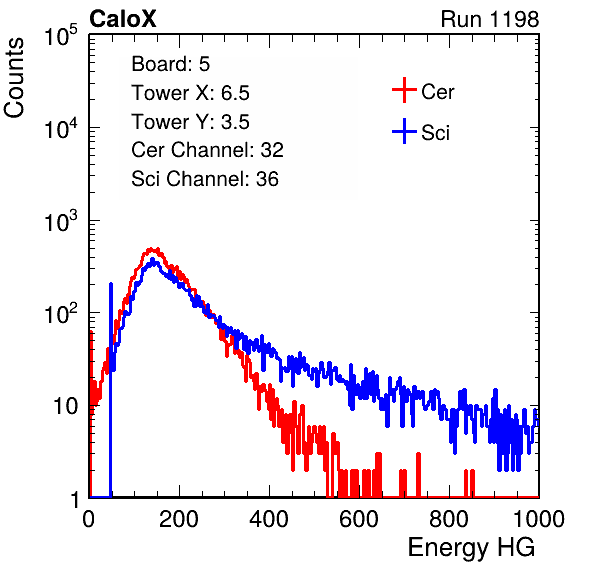 CaloX Run 1198
Counts
10^5
10^4
10^3
10^2
10
1
Board: 5
Tower X: 6.5
Tower Y: 3.5
Cer Channel: 32
Sci Channel: 36
Cer
Sci
0 200 400 600 800 1000
Energy HG